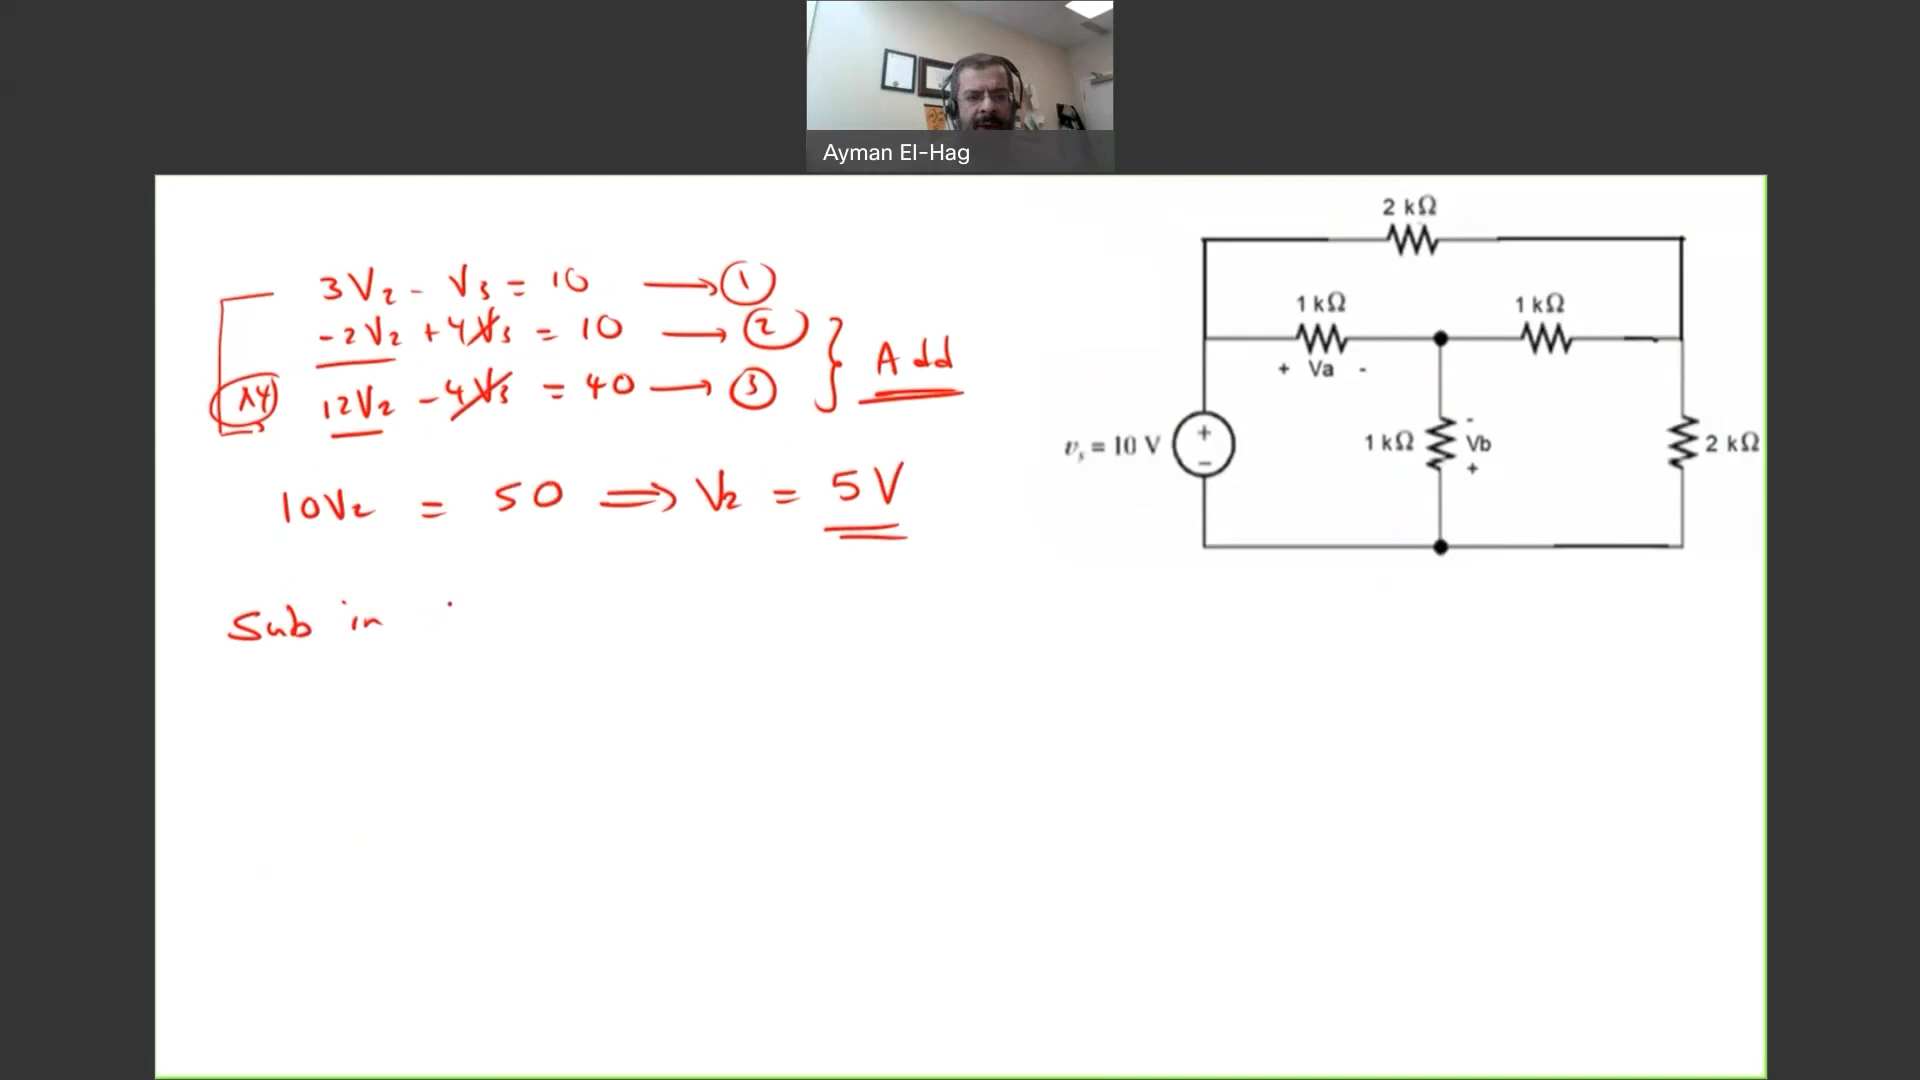 Ayman El-Hag
3V₂ - V₃ = 10 → ①
-2V₂ + 4V₃ = 10 → ②
x4 12V₂ - 4V₃ = 40 → ③
} Add
10V₂ = 50 ⇒ V₂ = 5V
Sub in
2 kΩ
1 kΩ
1 kΩ
+ Va -
vₛ = 10 V
+
-
1 kΩ
-
Vb
+
2 kΩ